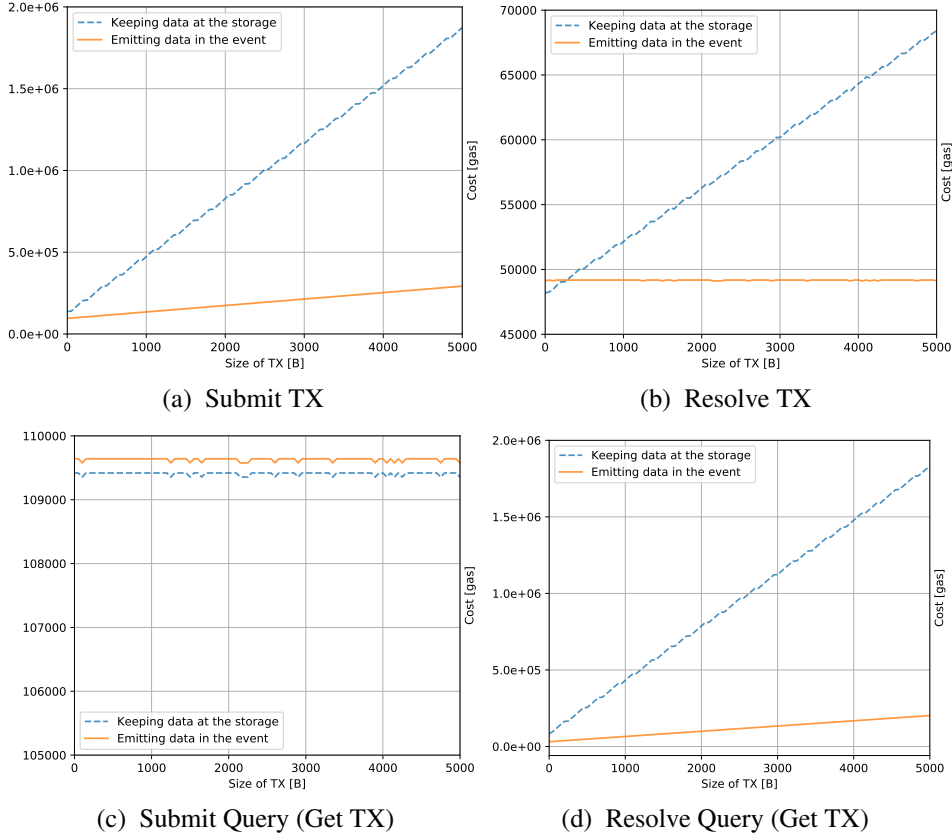 2.0e+06
1.5e+06
1.0e+06
5.0e+05
0.0e+00
Keeping data at the storage
Emitting data in the event
0 1000 2000 3000 4000 5000
Size of TX [B]
(a) Submit TX
Cost [gas]
70000
65000
60000
55000
50000
45000
Keeping data at the storage
Emitting data in the event
0 1000 2000 3000 4000 5000
Size of TX [B]
(b) Resolve TX
Cost [gas]
110000
109000
108000
107000
106000
105000
Keeping data at the storage
Emitting data in the event
0 1000 2000 3000 4000 5000
Size of TX [B]
(c) Submit Query (Get TX)
Cost [gas]
2.0e+06
1.5e+06
1.0e+06
5.0e+05
0.0e+00
Keeping data at the storage
Emitting data in the event
0 1000 2000 3000 4000 5000
Size of TX [B]
(d) Resolve Query (Get TX)
Cost [gas]